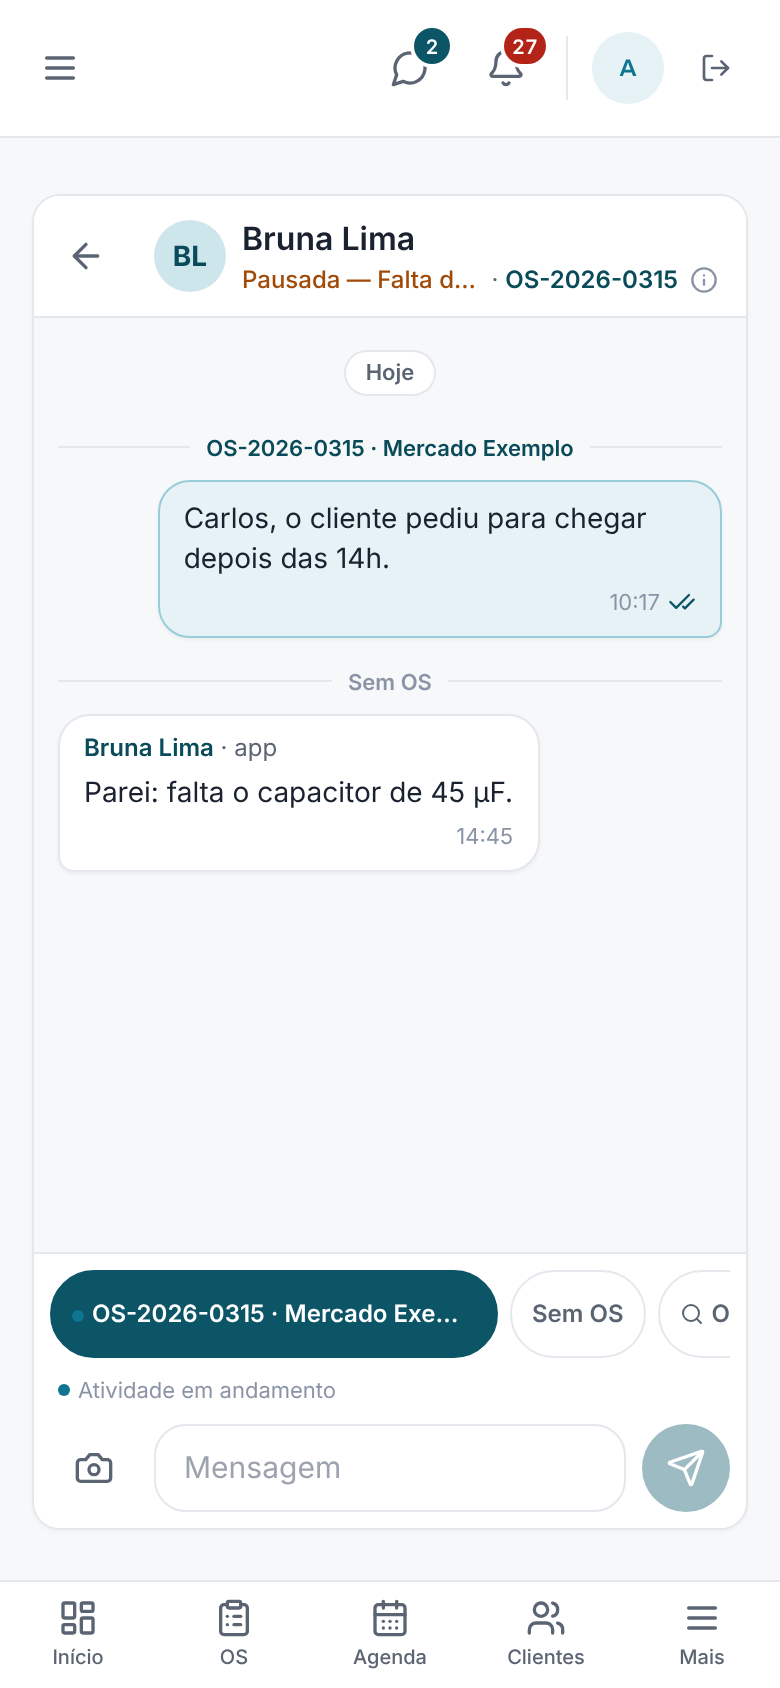 2
27
A
BL
Bruna Lima
Pausada — Falta d... · OS-2026-0315
Hoje
OS-2026-0315 · Mercado Exemplo
Carlos, o cliente pediu para chegar
depois das 14h.
10:17
Sem OS
Bruna Lima · app
Parei: falta o capacitor de 45 µF.
14:45
OS-2026-0315 · Mercado Exe...
Sem OS
O
Atividade em andamento
Mensagem
Início
OS
Agenda
Clientes
Mais